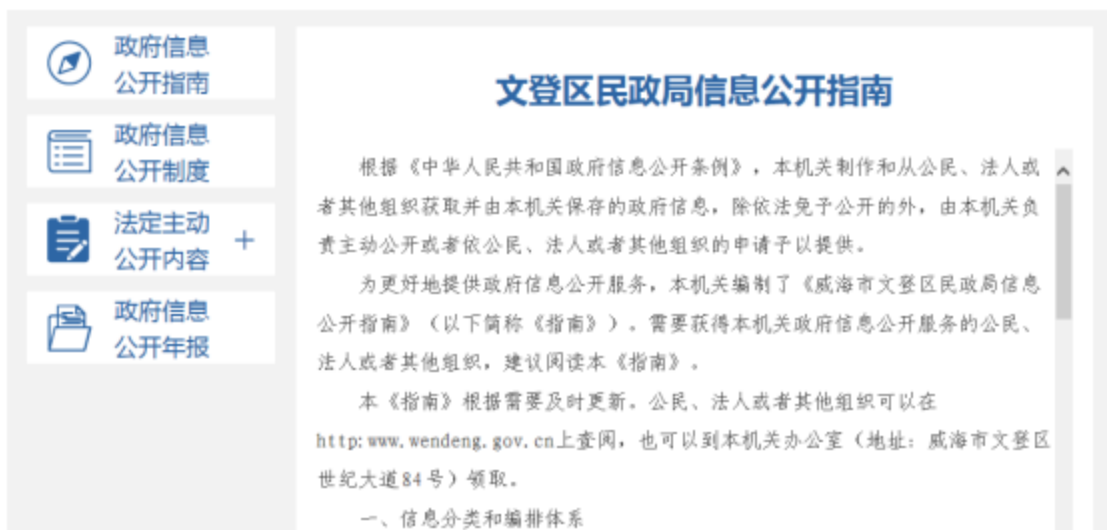 政府信息
公开指南
政府信息
公开制度
法定主动
公开内容
+
政府信息
公开年报
文登区民政局信息公开指南
根据《中华人民共和国政府信息公开条例》，本机关制作和从公民、法人或
者其他组织获取并由本机关保存的政府信息，除依法免予公开的外，由本机关负
责主动公开或者依公民、法人或者其他组织的申请予以提供。
为更好地提供政府信息公开服务，本机关编制了《威海市文登区民政局信息
公开指南》（以下简称《指南》）。需要获得本机关政府信息公开服务的公民、
法人或者其他组织，建议阅读本《指南》。
本《指南》根据需要及时更新。公民、法人或者其他组织可以在
http:www.wendeng.gov.cn上查阅，也可以到本机关办公室（地址：威海市文登区
世纪大道84号）领取。
一、信息分类和编排体系